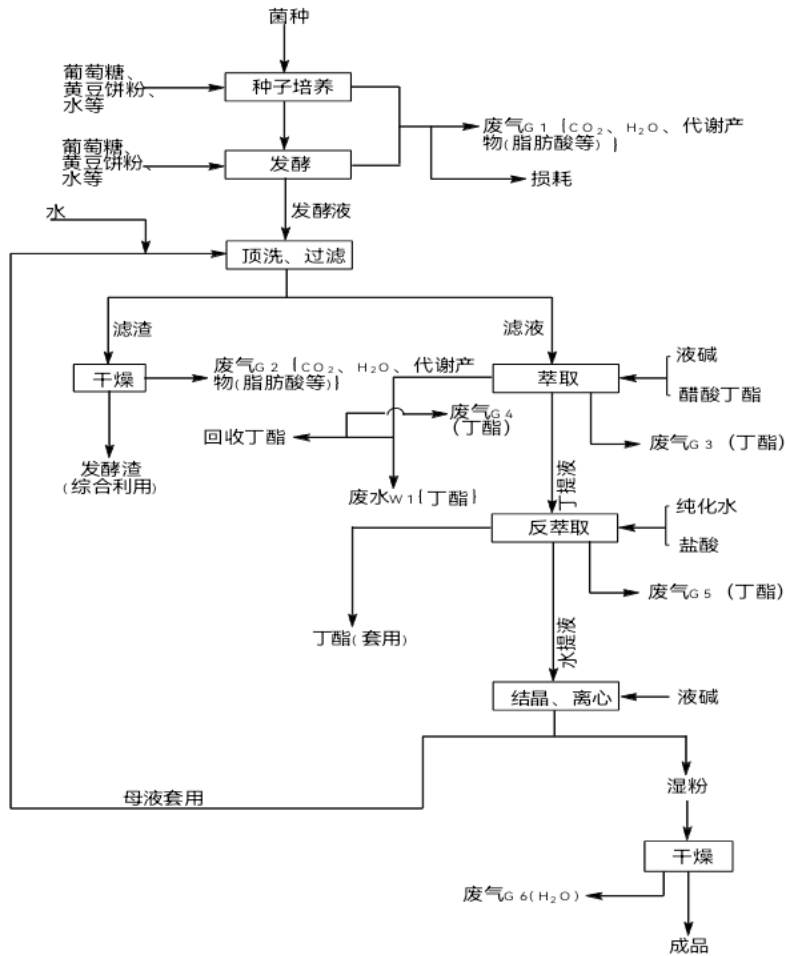 菌种
葡萄糖、
黄豆饼粉、
水等
种子培养
废气G1{CO₂、H₂O、代谢产
物(脂肪酸等)}
葡萄糖、
黄豆饼粉、
水等
发酵
损耗
发酵液
水
顶洗、过滤
滤渣
滤液
干燥
废气G2{CO₂、H₂O、代谢产
物(脂肪酸等)}
萃取
液碱
醋酸丁酯
废气G4
(丁酯)
回收丁酯
废气G3(丁酯)
发酵渣
(综合利用)
废水W1{丁酯}
丁提液
反萃取
纯化水
盐酸
废气G5(丁酯)
丁酯(套用)
水提液
结晶、离心
液碱
母液套用
湿粉
干燥
废气G6(H₂O)
成品